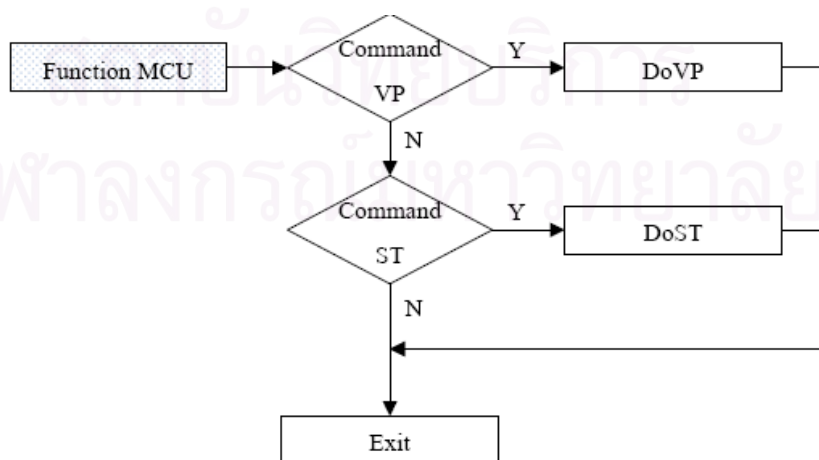 สถาบันวิทยบริการ
Command
Y
Function MCU
DoVP
VP
N
ฬาลงกรณ์มหาวิทยาลัย
Command
Y
DoST
ST
N
Exit